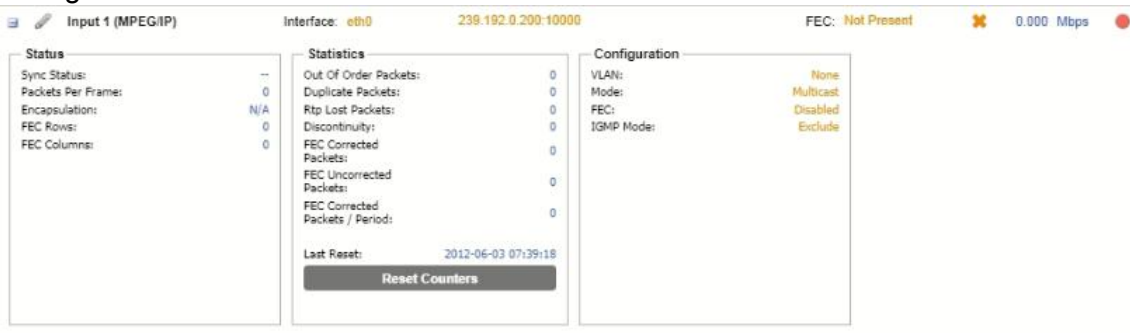 Input 1 (MPEG/IP) Interface: eth0 239.192.0.200:10000 FEC: Not Present 0.000 Mbps
Status
Sync Status: --
Packets Per Frame: 0
Encapsulation: N/A
FEC Rows: 0
FEC Columns: 0
Statistics
Out Of Order Packets: 0
Duplicate Packets: 0
Rtp Lost Packets: 0
Discontinuity: 0
FEC Corrected
Packets: 0
FEC Uncorrected
Packets: 0
FEC Corrected
Packets / Period: 0
Last Reset: 2012-06-03 07:39:18
Reset Counters
Configuration
VLAN: None
Mode: Multicast
FEC: Disabled
IGMP Mode: Exclude